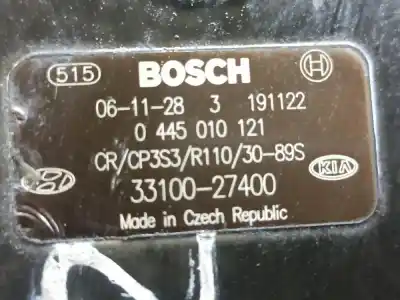 515 BOSCH
06-11-28 3 191122
0 445 010 121
CR/CP3S3/R110/30-89S
KIA
33100-27400
Made in Czech Republic